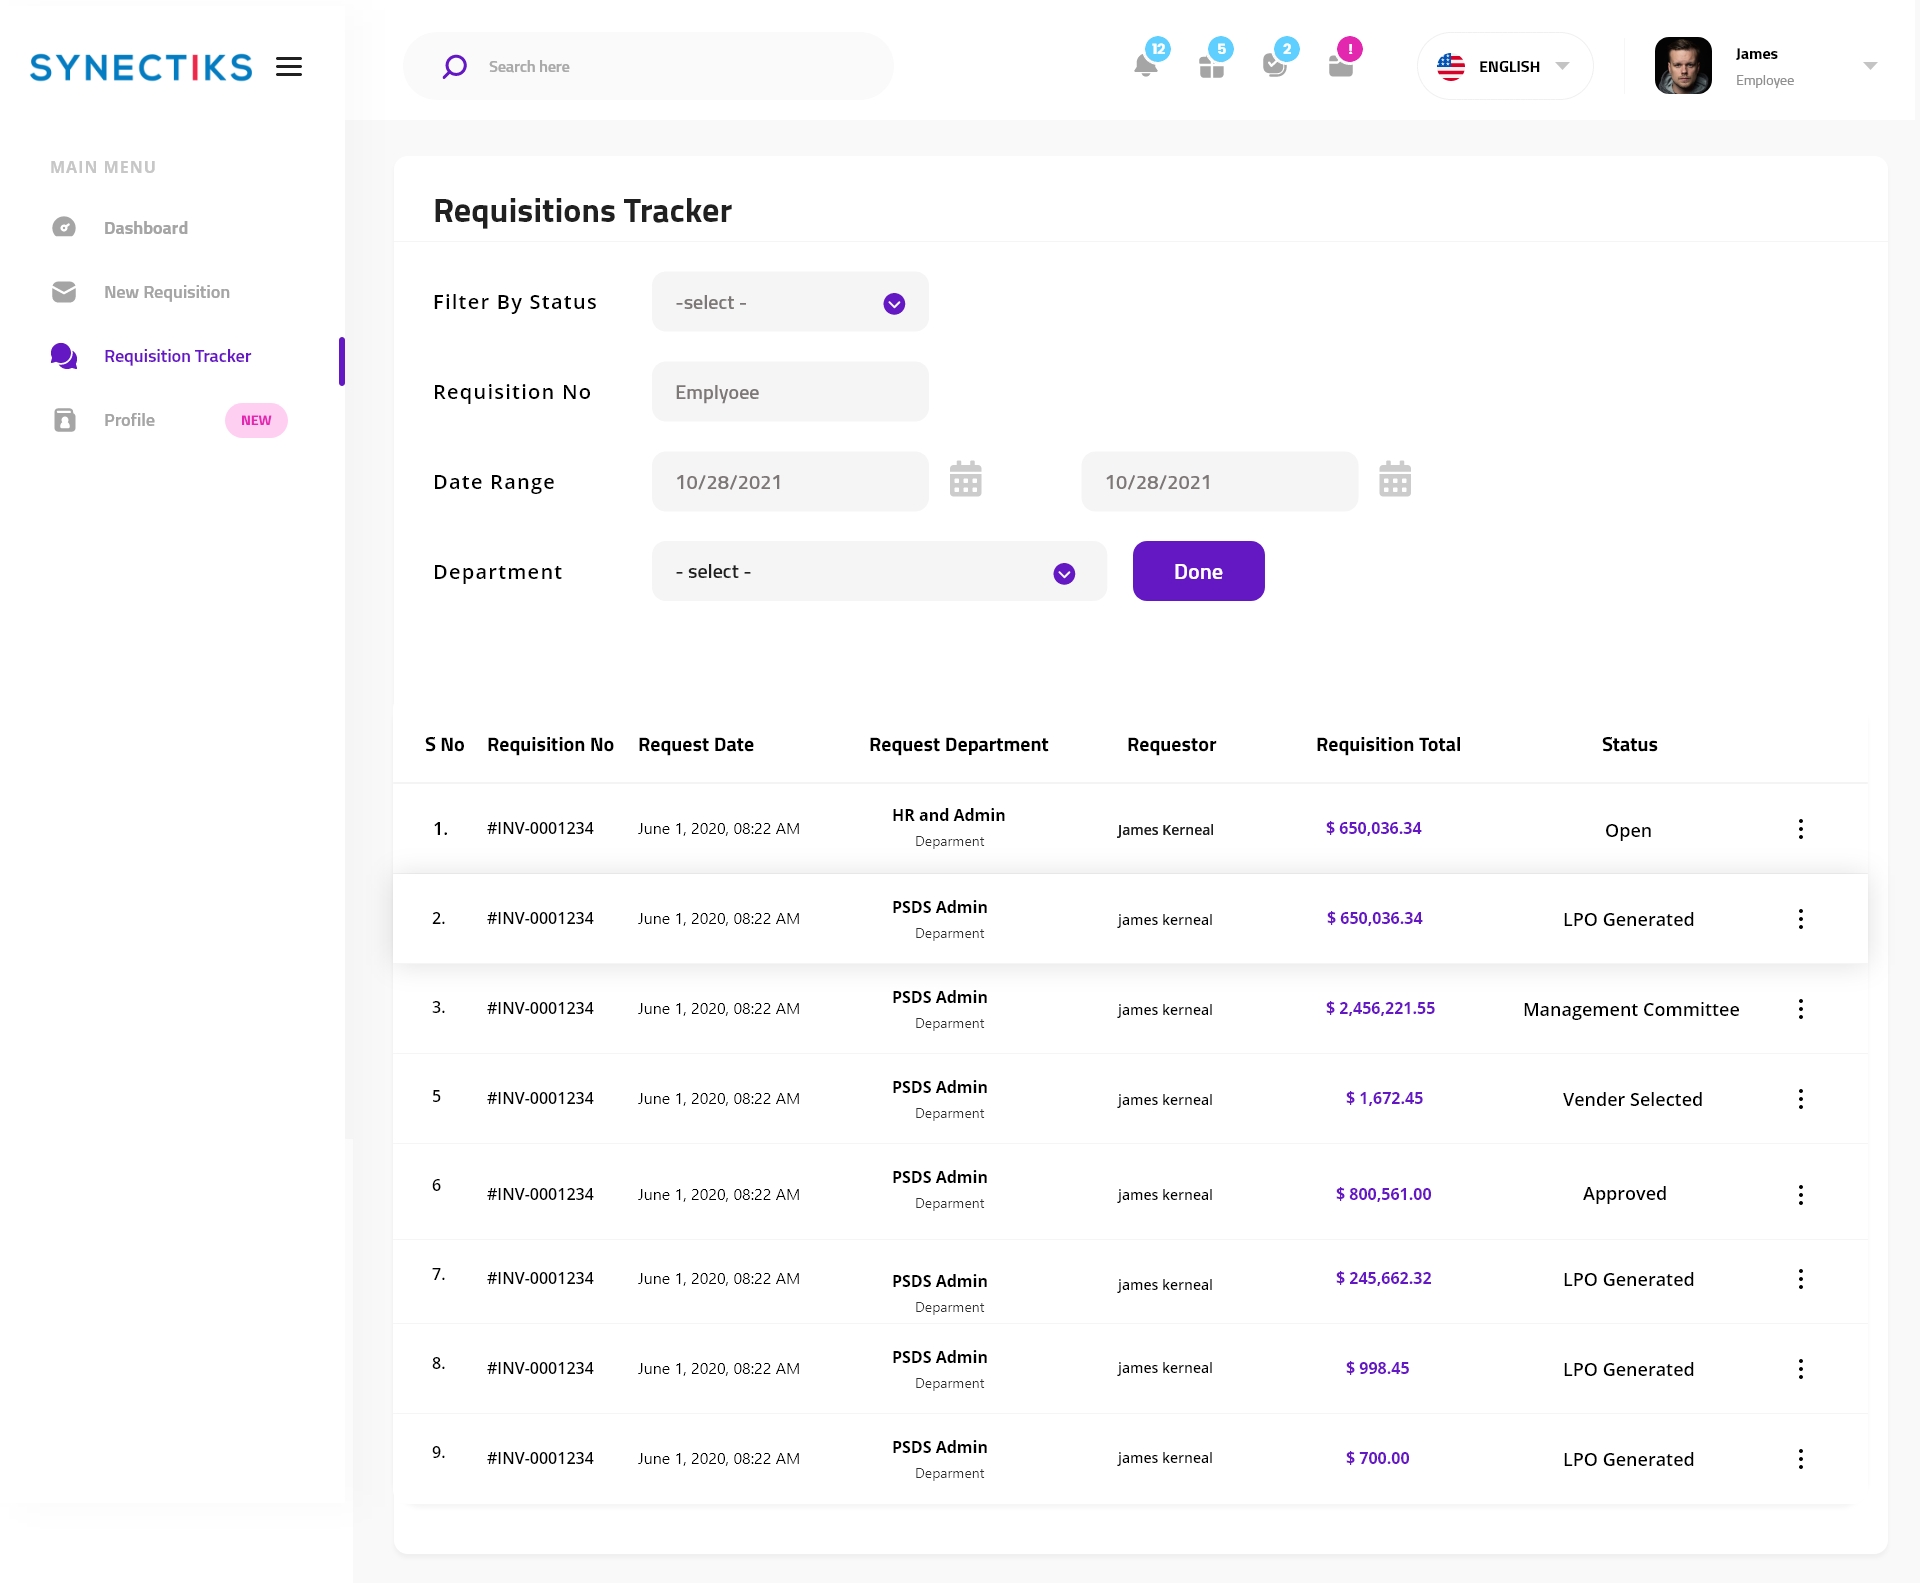 SYNECTIKS
Search here
12
5
2
!
ENGLISH
James
Employee
MAIN MENU
Dashboard
New Requisition
Requisition Tracker
Profile
NEW
Requisitions Tracker
Filter By Status
-select -
Requisition No
Emplyoee
Date Range
10/28/2021
10/28/2021
Department
- select -
Done
S No Requisition No Request Date Request Department Requestor Requisition Total Status
1. #INV-0001234 June 1, 2020, 08:22 AM HR and Admin James Kerneal $ 650,036.34 Open
Deparment
2. #INV-0001234 June 1, 2020, 08:22 AM PSDS Admin james kerneal $ 650,036.34 LPO Generated
Deparment
3. #INV-0001234 June 1, 2020, 08:22 AM PSDS Admin james kerneal $ 2,456,221.55 Management Committee
Deparment
5 #INV-0001234 June 1, 2020, 08:22 AM PSDS Admin james kerneal $ 1,672.45 Vender Selected
Deparment
6 #INV-0001234 June 1, 2020, 08:22 AM PSDS Admin james kerneal $ 800,561.00 Approved
Deparment
7. #INV-0001234 June 1, 2020, 08:22 AM PSDS Admin james kerneal $ 245,662.32 LPO Generated
Deparment
8. #INV-0001234 June 1, 2020, 08:22 AM PSDS Admin james kerneal $ 998.45 LPO Generated
Deparment
9. #INV-0001234 June 1, 2020, 08:22 AM PSDS Admin james kerneal $ 700.00 LPO Generated
Deparment